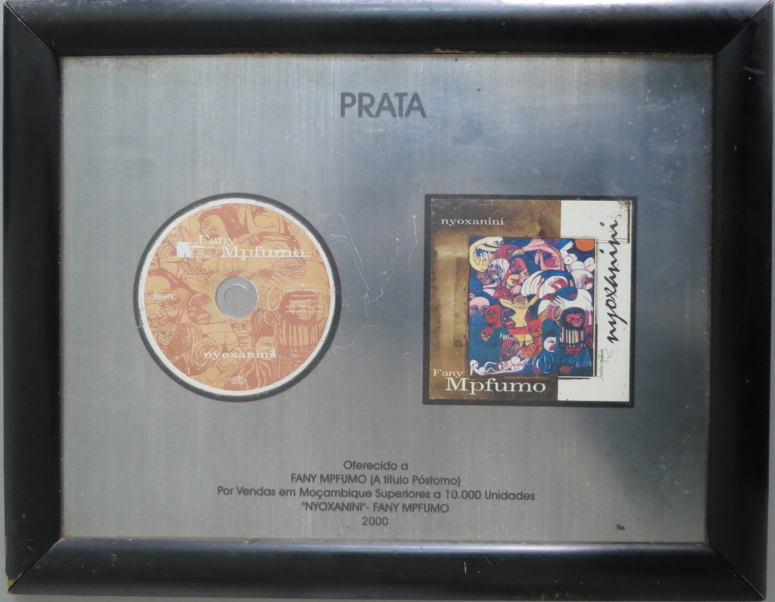 PRATA
Fany
Mpfumo
nyoxanini
nyoxanini
nyoxanini
Fany
Mpfumo
Oferecido a
FANY MPFUMO (A título Póstomo)
Por Vendas em Moçambique Superiores a 10.000 Unidades
"NYOXANINI"- FANY MPFUMO
2000